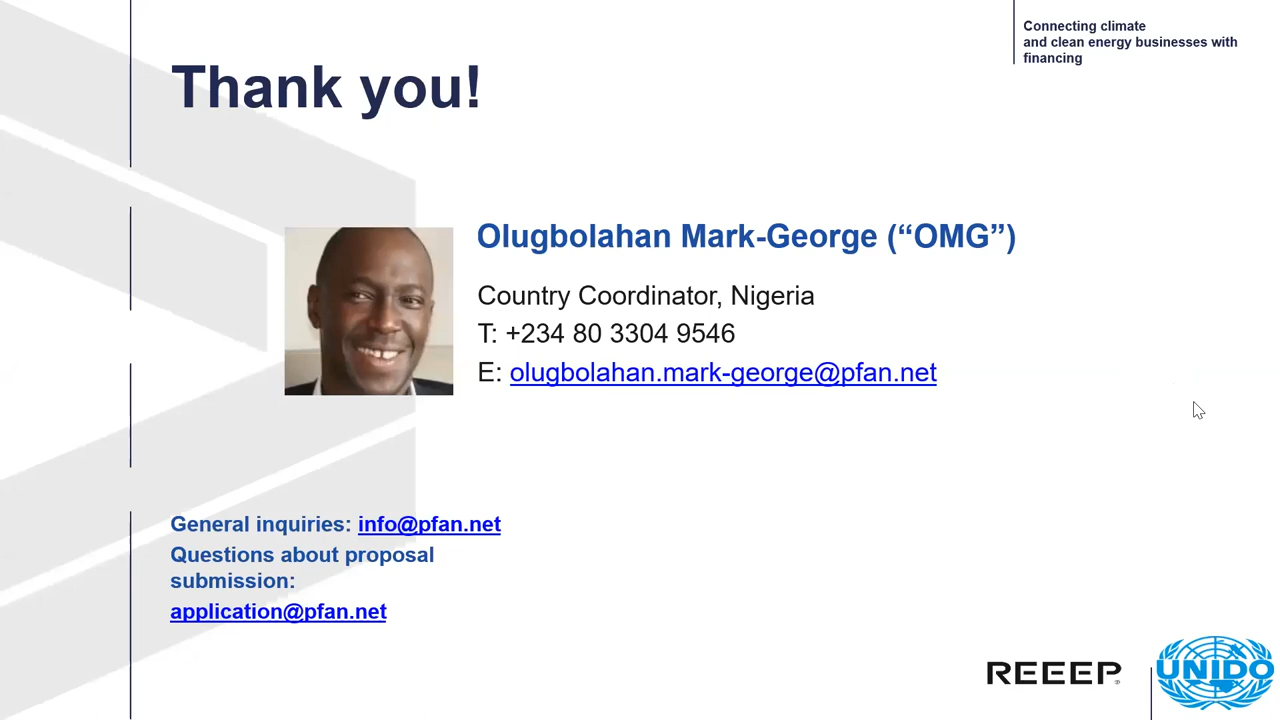 Connecting climate
and clean energy businesses with
financing
Thank you!
Olugbolahan Mark-George (“OMG”)
Country Coordinator, Nigeria
T: +234 80 3304 9546
E: olugbolahan.mark-george@pfan.net
General inquiries: info@pfan.net
Questions about proposal
submission:
application@pfan.net
REEEP®
UNIDO